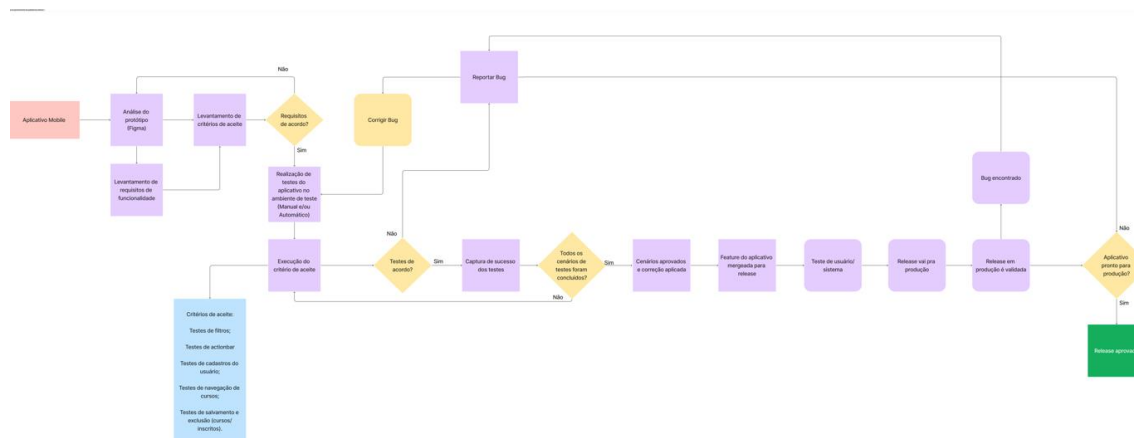 Aplicativo Mobile
Análise do
protótipo
(Figma)
Levantamento de
requisitos de
funcionalidade
Levantamento de
critérios de aceite
Não
Requisitos
de acordo?
Sim
Realização de
testes do
aplicativo no
ambiente de teste
(Manual e/ou
Automático)
Corrigir Bug
Reportar Bug
Execução do
critério de aceite
Critérios de aceite:
Testes de filtros;
Testes de actionbar
Testes de cadastros do
usuário;
Testes de navegação de
cursos;
Testes de salvamento e
exclusão (cursos/
inscritos).
Não
Testes de
acordo?
Sim
Captura de sucesso
dos testes
Todos os
cenários de
testes foram
concluídos?
Sim
Não
Cenários aprovados
e correção aplicada
Feature do aplicativo
mergeada para
release
Teste de usuário/
sistema
Release vai pra
produção
Release em
produção é validada
Bug encontrado
Não
Aplicativo
pronto para
produção?
Sim
Release aprovad